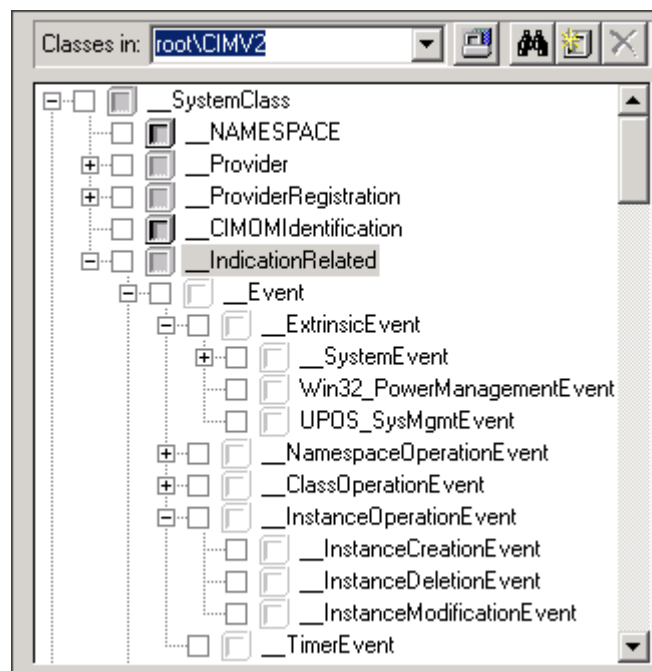 Classes in: root\CIMV2
__SystemClass
__NAMESPACE
__Provider
__ProviderRegistration
__CIMOMIdentification
__IndicationRelated
__Event
__ExtrinsicEvent
__SystemEvent
Win32_PowerManagementEvent
UPOS_SysMgmtEvent
__NamespaceOperationEvent
__ClassOperationEvent
__InstanceOperationEvent
__InstanceCreationEvent
__InstanceDeletionEvent
__InstanceModificationEvent
__TimerEvent